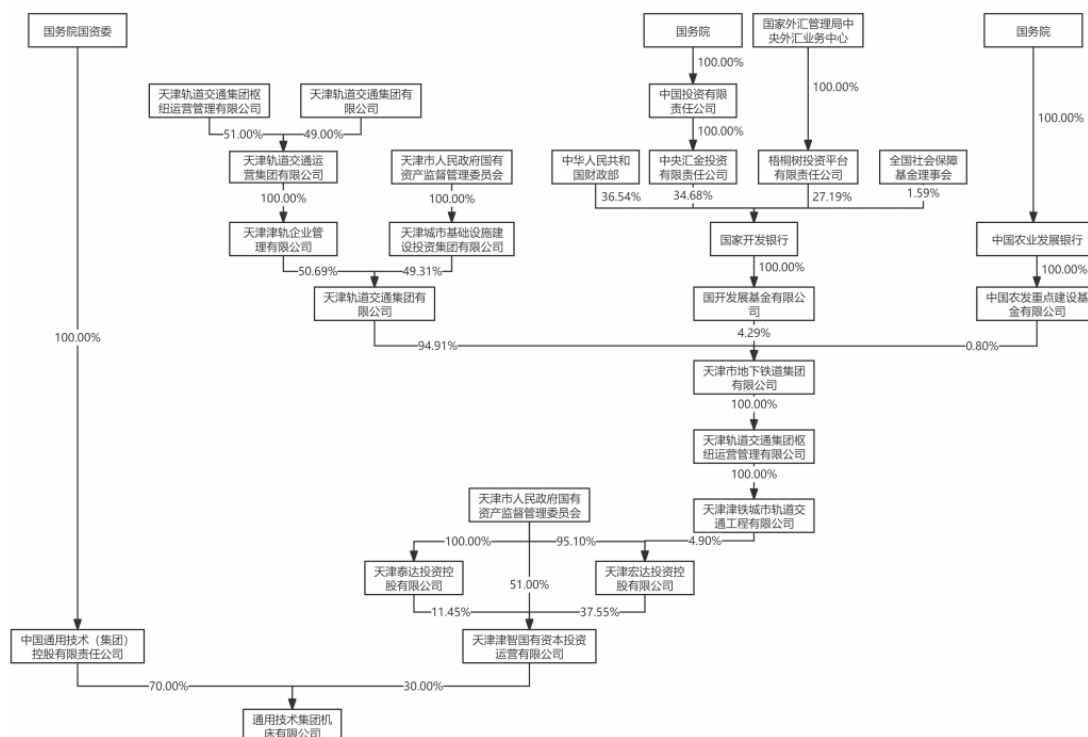 国务院国资委
国务院
国家外汇管理局中
央外汇业务中心
国务院
100.00%
天津轨道交通集团枢
纽运营管理有限公司
天津轨道交通集团有
限公司
中国投资有限
责任公司
100.00%
100.00%
51.00%
49.00%
100.00%
天津轨道交通运
营集团有限公司
天津市人民政府国有
资产监督管理委员会
中华人民共和
国财政部
中央汇金投资
有限责任公司
梧桐树投资平台
有限责任公司
全国社会保障
基金理事会
100.00%
100.00%
36.54%
34.68%
27.19%
1.59%
天津津轨企业管
理有限公司
天津城市基础设施建
设投资集团有限公司
国家开发银行
中国农业发展银行
50.69%
49.31%
100.00%
100.00%
天津轨道交通集团有
限公司
国开发展基金有限公
司
中国农发重点建设基
金有限公司
100.00%
94.91%
4.29%
0.80%
天津市地下铁道集团
有限公司
100.00%
天津轨道交通集团枢
纽运营管理有限公司
100.00%
天津市人民政府国有
资产监督管理委员会
天津津铁城市轨道交
通工程有限公司
100.00%
95.10%
4.90%
天津泰达投资控
股有限公司
51.00%
天津宏达投资控
股有限公司
11.45%
37.55%
中国通用技术（集团）
控股有限责任公司
天津津智国有资本投资
运营有限公司
70.00%
30.00%
通用技术集团机
床有限公司